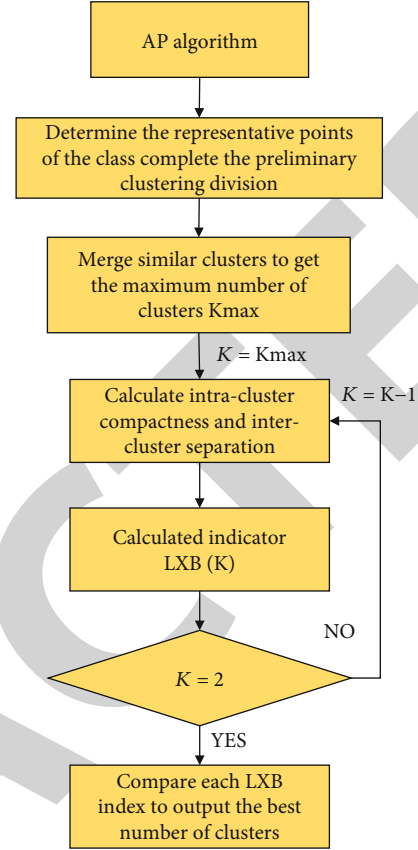 AP algorithm
Determine the representative points
of the class complete the preliminary
clustering division
Merge similar clusters to get
the maximum number of
clusters Kmax
K = Kmax
K = K−1
Calculate intra-cluster
compactness and inter-
cluster separation
Calculated indicator
LXB (K)
NO
K = 2
YES
Compare each LXB
index to output the best
number of clusters